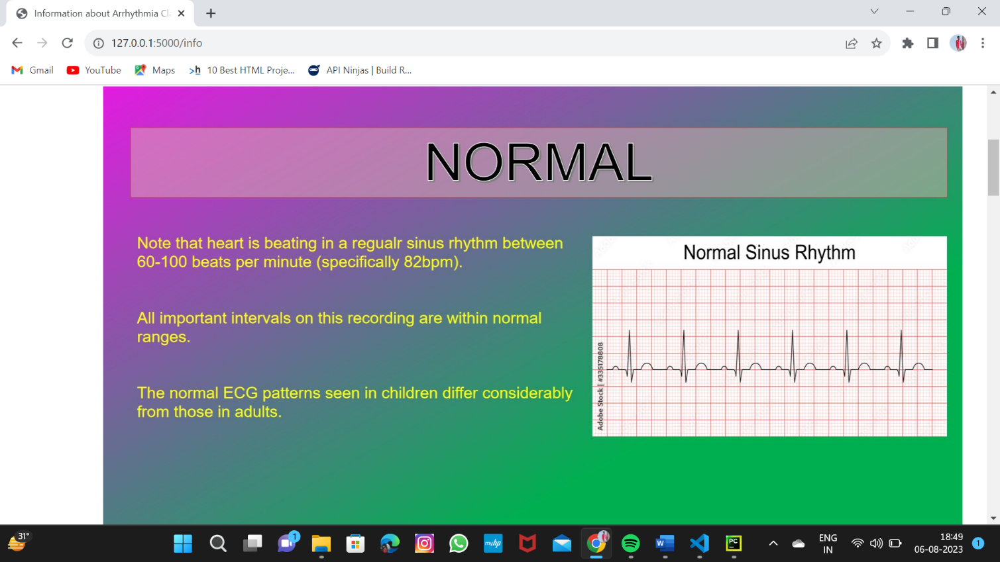 Information about Arrhythmia Cl
127.0.0.1:5000/info
Gmail
YouTube
Maps
>h 10 Best HTML Proje...
API Ninjas | Build R...
NORMAL
Note that heart is beating in a regualr sinus rhythm between
60-100 beats per minute (specifically 82bpm).
All important intervals on this recording are within normal
ranges.
The normal ECG patterns seen in children differ considerably
from those in adults.
Normal Sinus Rhythm
Adobe Stock | #335178808
31°
1
myhp
W
PC
ENG
IN
18:49
06-08-2023
1